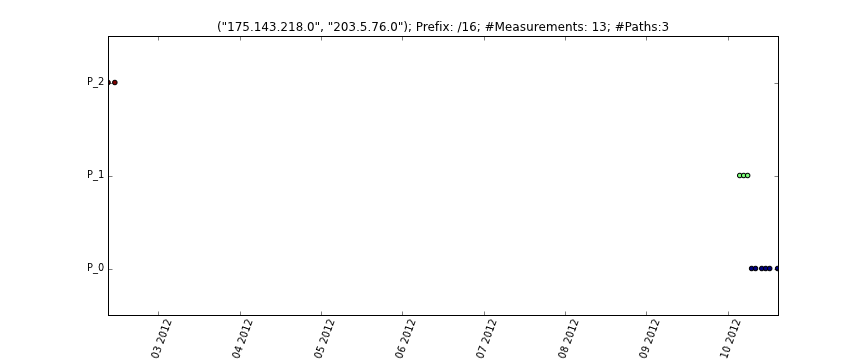 ("175.143.218.0", "203.5.76.0"); Prefix: /16; #Measurements: 13; #Paths:3
P_2
P_1
P_0
03 2012
04 2012
05 2012
06 2012
07 2012
08 2012
09 2012
10 2012